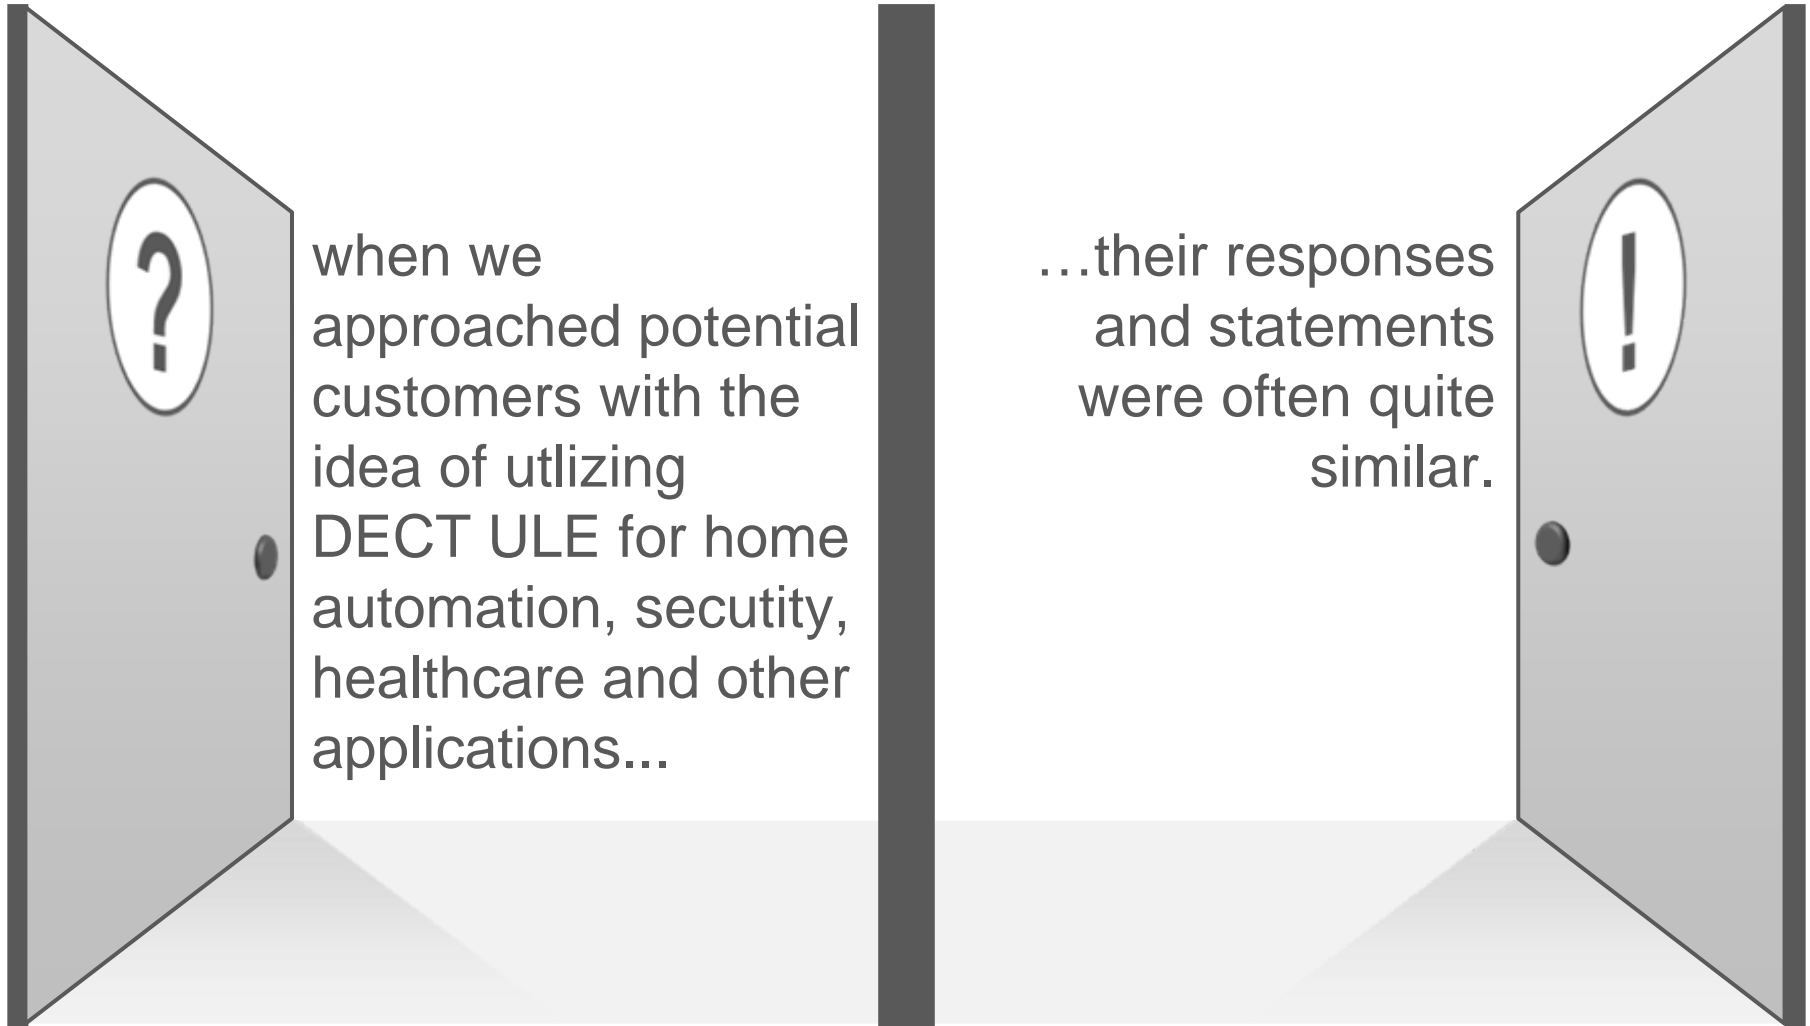 ?
when we
approached potential
customers with the
idea of utlizing
DECT ULE for home
automation, secutity,
healthcare and other
applications...
…their responses
and statements
were often quite
similar.
!